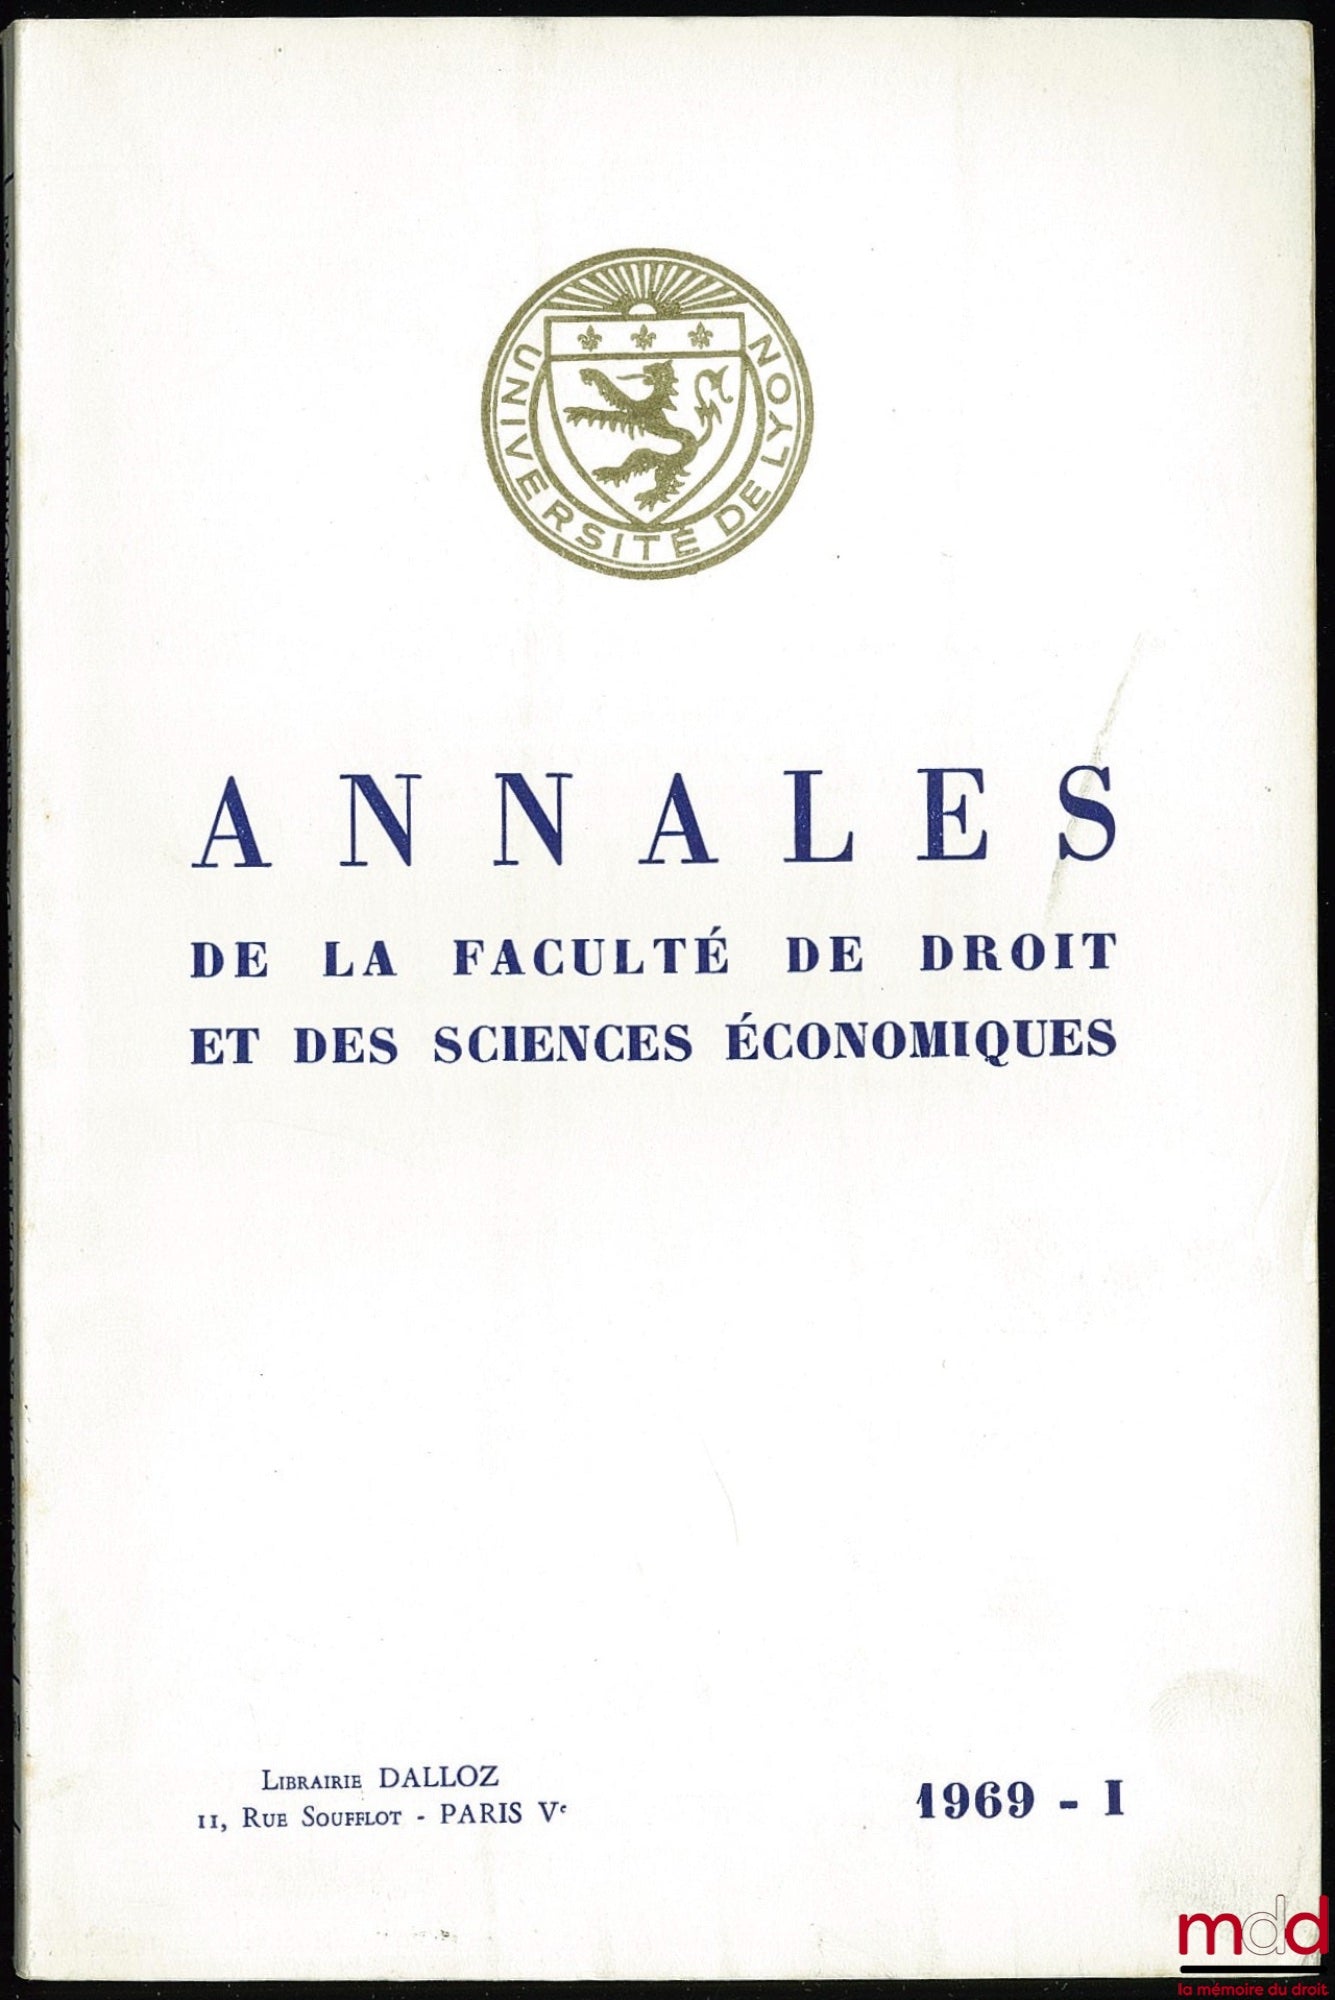 UNIVERSITÉ DE LYON
ANNALES
DE LA FACULTÉ DE DROIT
ET DES SCIENCES ÉCONOMIQUES
LIBRAIRIE DALLOZ
11, RUE SOUFFLOT - PARIS Ve
1969 - I
mdd
la mémoire du droit